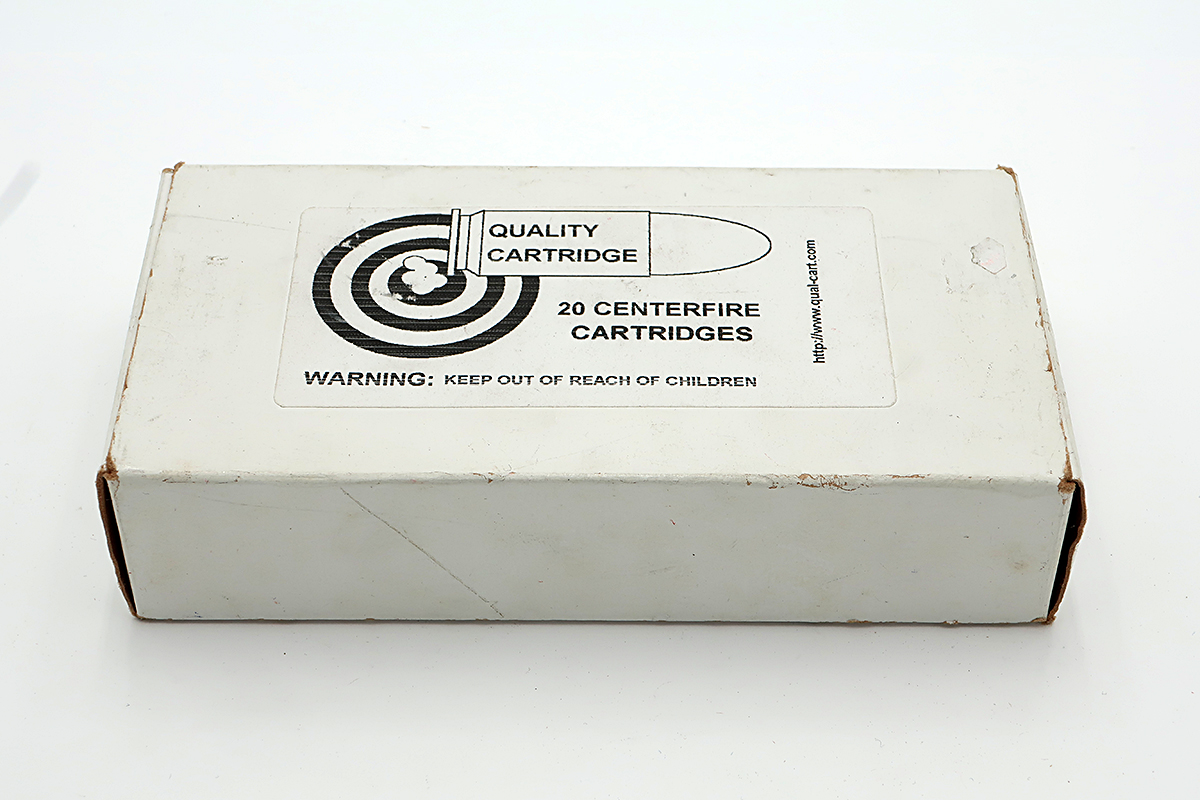 QUALITY
CARTRIDGE
20 CENTERFIRE
CARTRIDGES
WARNING: KEEP OUT OF REACH OF CHILDREN
http://www.qual-cart.com